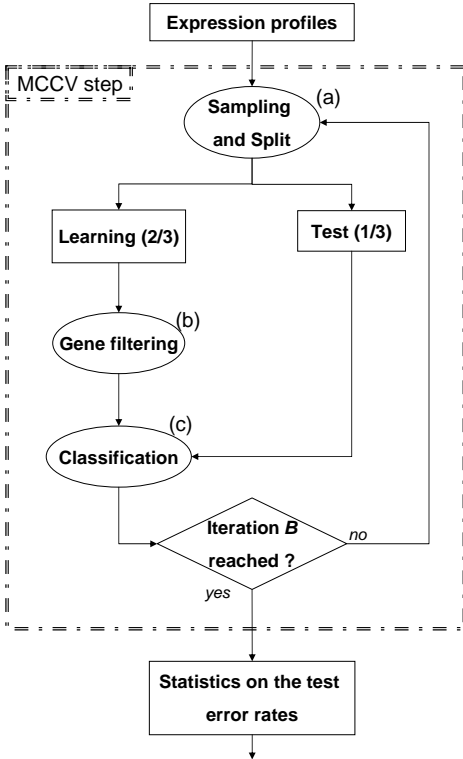 Expression profiles
MCCV step
(a)
Sampling
and Split
Learning (2/3)
Test (1/3)
(b)
Gene filtering
(c)
Classification
Iteration B
reached ?
no
yes
Statistics on the test
error rates